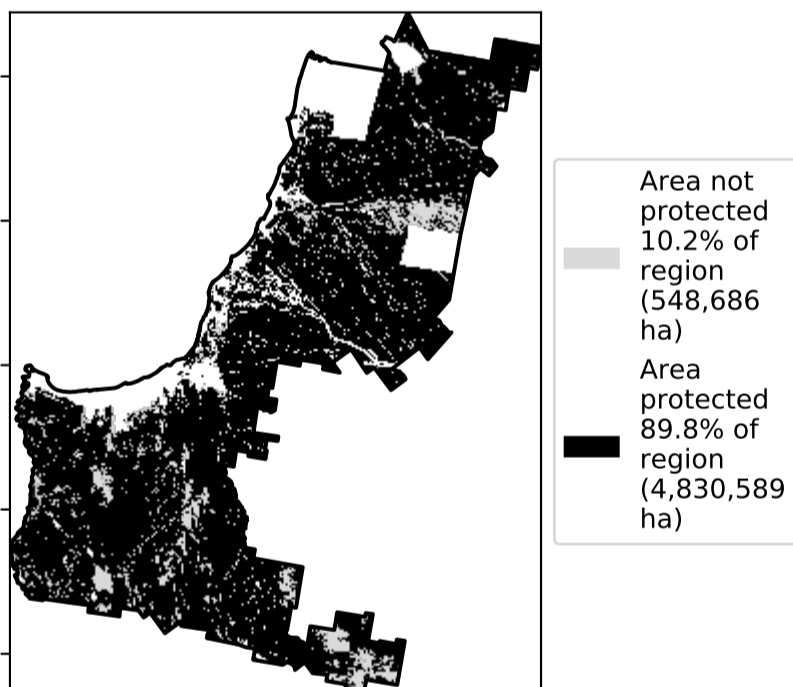 Area not
protected
10.2% of
region
(548,686
ha)
Area
protected
89.8% of
region
(4,830,589
ha)